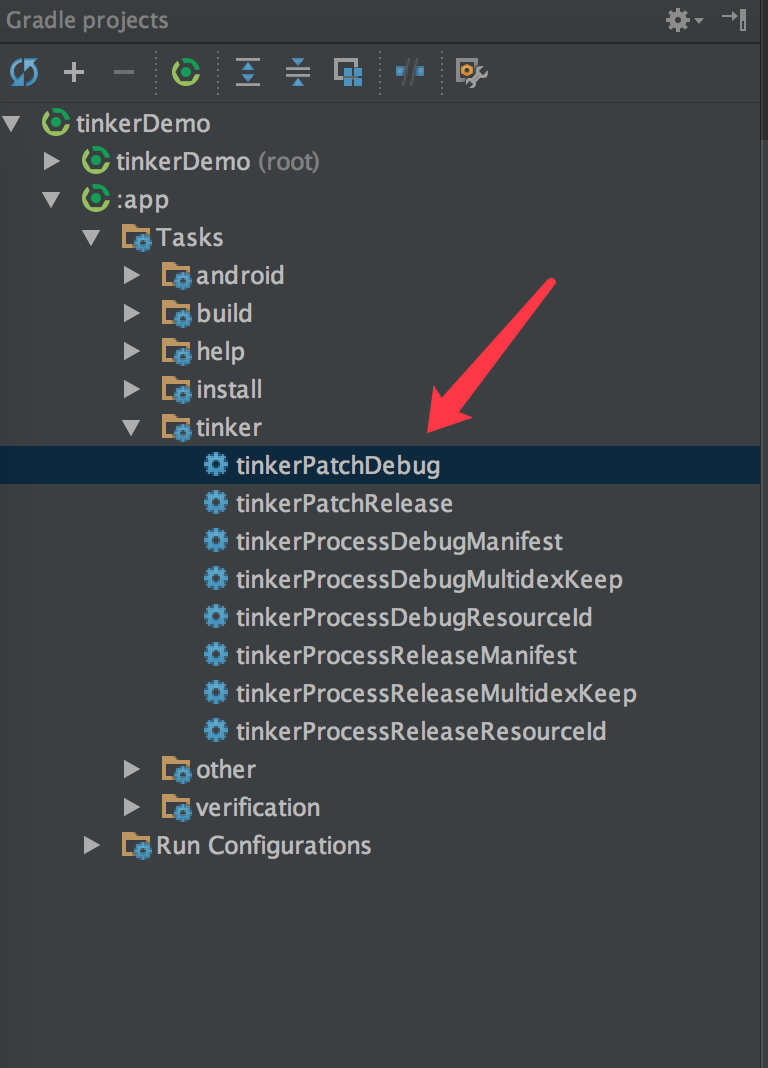 Gradle projects
tinkerDemo
tinkerDemo (root)
:app
Tasks
android
build
help
install
tinker
tinkerPatchDebug
tinkerPatchRelease
tinkerProcessDebugManifest
tinkerProcessDebugMultidexKeep
tinkerProcessDebugResourceId
tinkerProcessReleaseManifest
tinkerProcessReleaseMultidexKeep
tinkerProcessReleaseResourceId
other
verification
Run Configurations